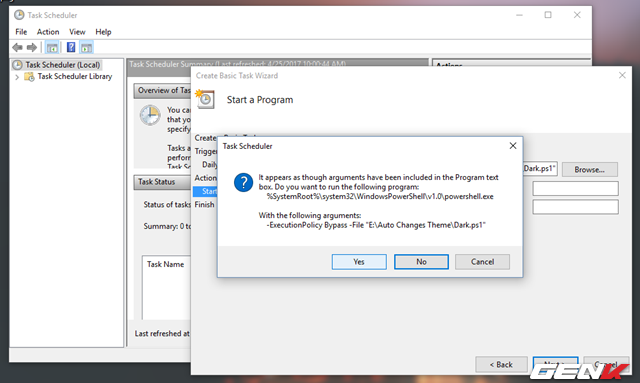 Task Scheduler
File Action View Help
Task Scheduler (Local)
Task Scheduler Library
Task Scheduler Summary (Last refreshed: 4/25/2017 10:00:44 AM)
Actions
Overview of Tas
You can
that you
specify
Tasks a
perform
Task Sc
Task Status
Status of tasks
Summary: 0 to
Task Name
Last refreshed at
Create Basic Task Wizard
Start a Program
Trigger
Daily
Action
Start
Finish
Dark.ps1"
Browse...
Task Scheduler
It appears as though arguments have been included in the Program text
box. Do you want to run the following program:
%SystemRoot%\system32\WindowsPowerShell\v1.0\powershell.exe
With the following arguments:
-ExecutionPolicy Bypass -File "E:\Auto Changes Theme\Dark.ps1"
Yes No Cancel
< Back Next > Cancel
GENK